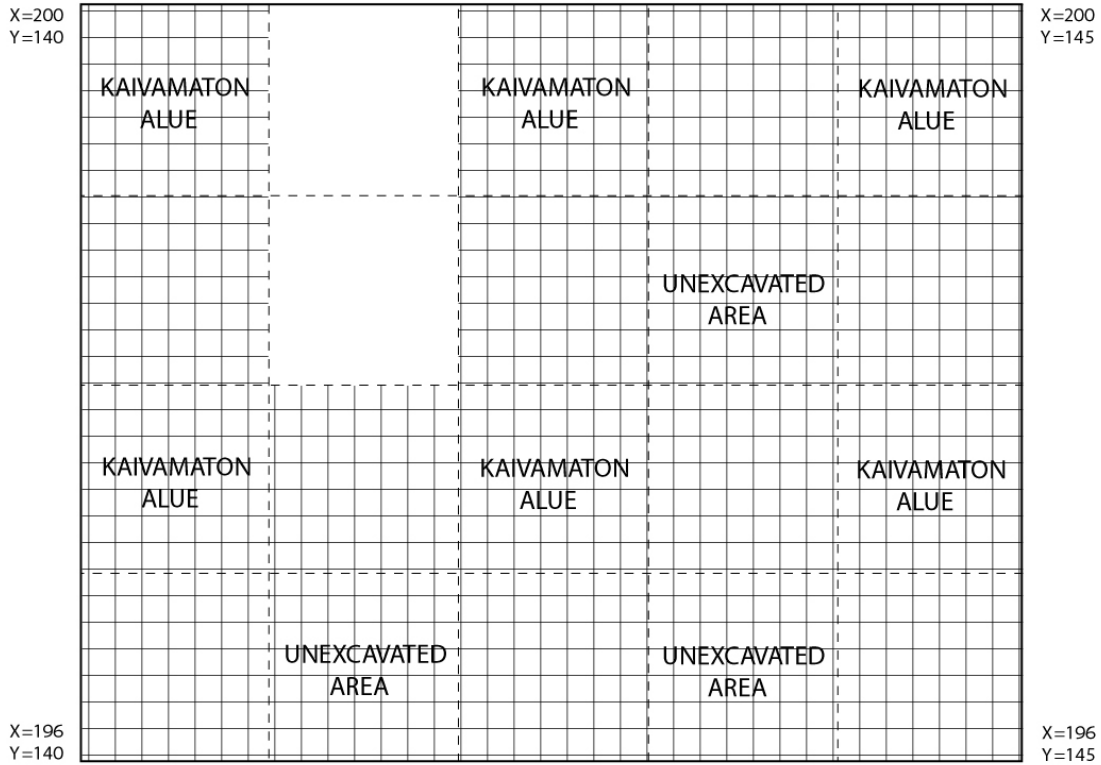 X=200
Y=140
X=200
Y=145
KAIVAMATON
ALUE
KAIVAMATON
ALUE
KAIVAMATON
ALUE
UNEXCAVATED
AREA
KAIVAMATON
ALUE
KAIVAMATON
ALUE
KAIVAMATON
ALUE
UNEXCAVATED
AREA
UNEXCAVATED
AREA
X=196
Y=140
X=196
Y=145